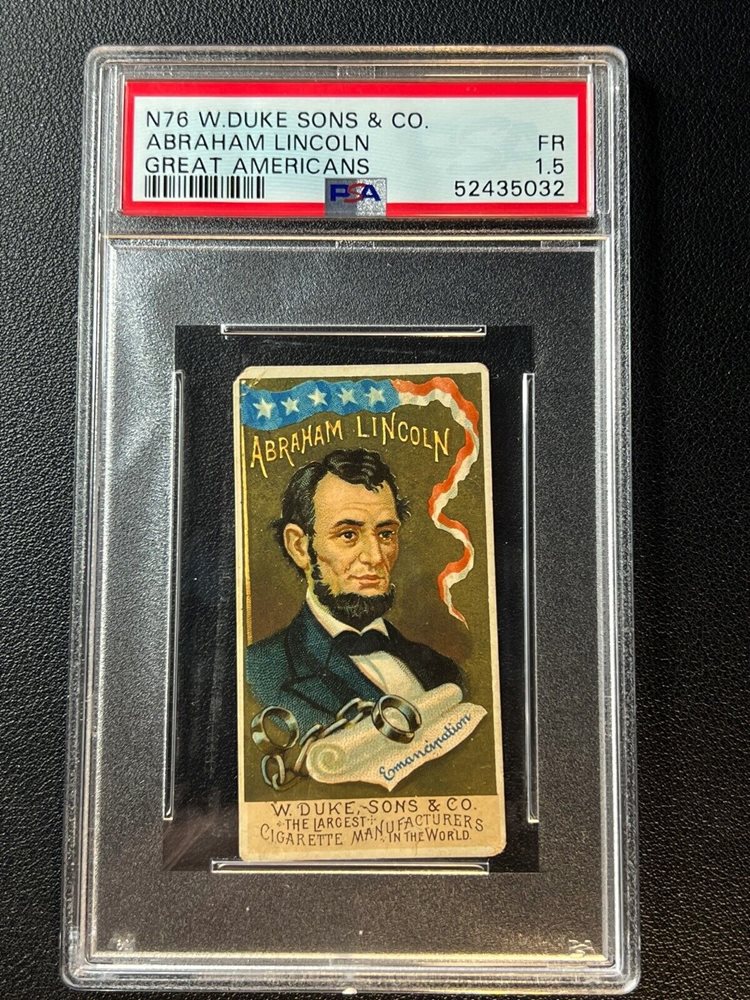 N76 W.DUKE SONS & CO.
ABRAHAM LINCOLN FR
GREAT AMERICANS 1.5
PSA 52435032
ABRAHAM LINCOLN
Emancipation
W. DUKE, SONS & CO.
THE LARGEST
CIGARETTE MANUFACTURERS
IN THE WORLD.